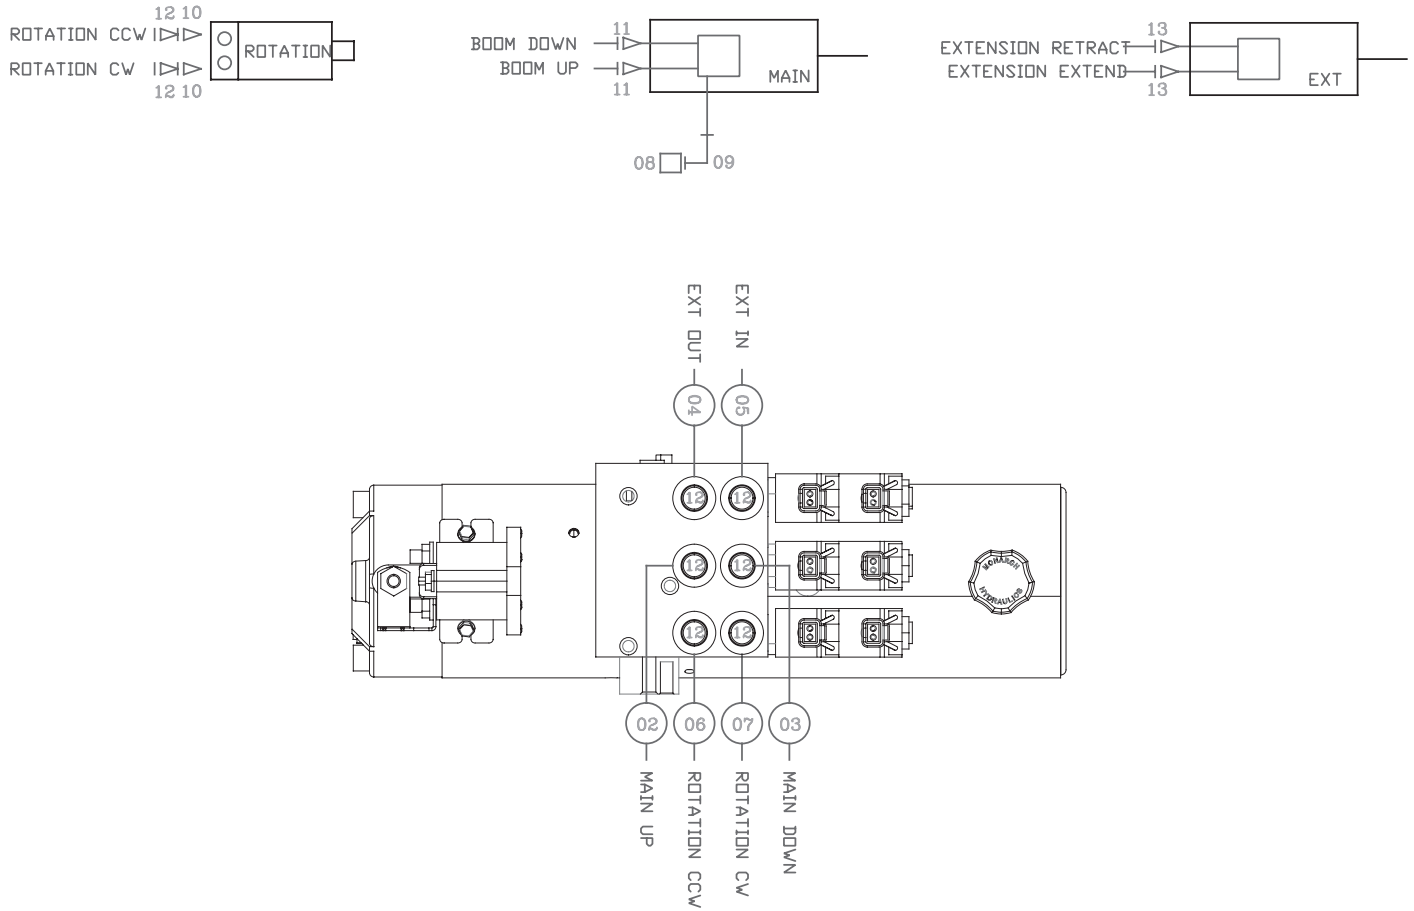 12 10
ROTATION CCW
ROTATION CW
12 10
ROTATION
11
BOOM DOWN
BOOM UP
11
MAIN
08
09
13
EXTENSION RETRACT
EXTENSION EXTEND
13
EXT
EXT OUT
EXT IN
04
05
12
12
12
12
12
12
MONARCH
HYDRAULICS
02
06
07
03
MAIN UP
ROTATION CCW
ROTATION CW
MAIN DOWN